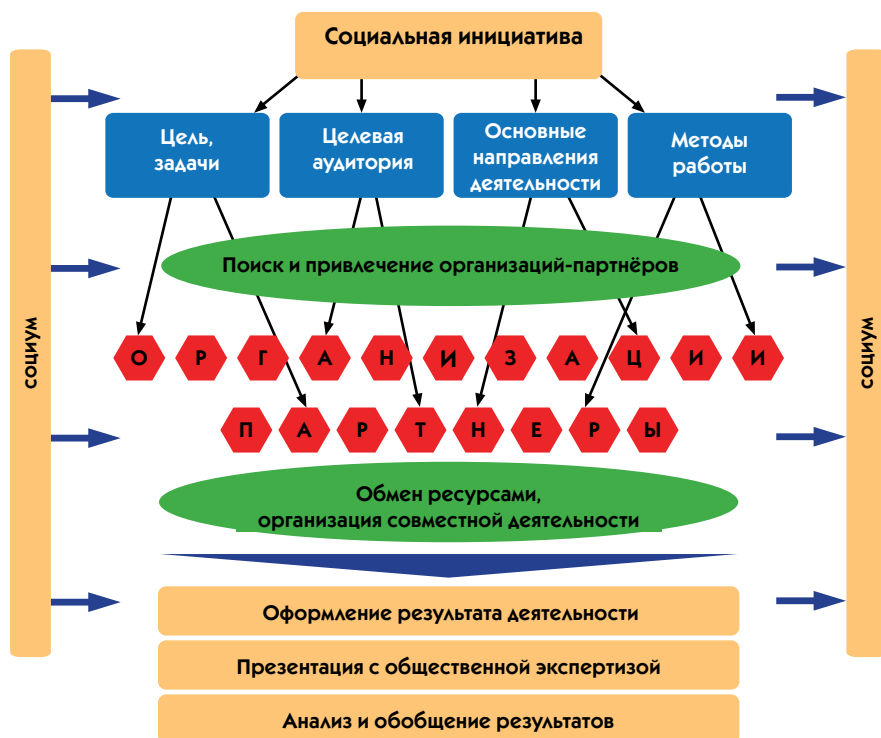 Социальная инициатива
социум
социум
Цель,
задачи
Целевая
аудитория
Основные
направления
деятельности
Методы
работы
Поиск и привлечение организаций-партнёров
О Р Г А Н И З А Ц И И
П А Р Т Н Е Р Ы
Обмен ресурсами,
организация совместной деятельности
Оформление результата деятельности
Презентация с общественной экспертизой
Анализ и обобщение результатов